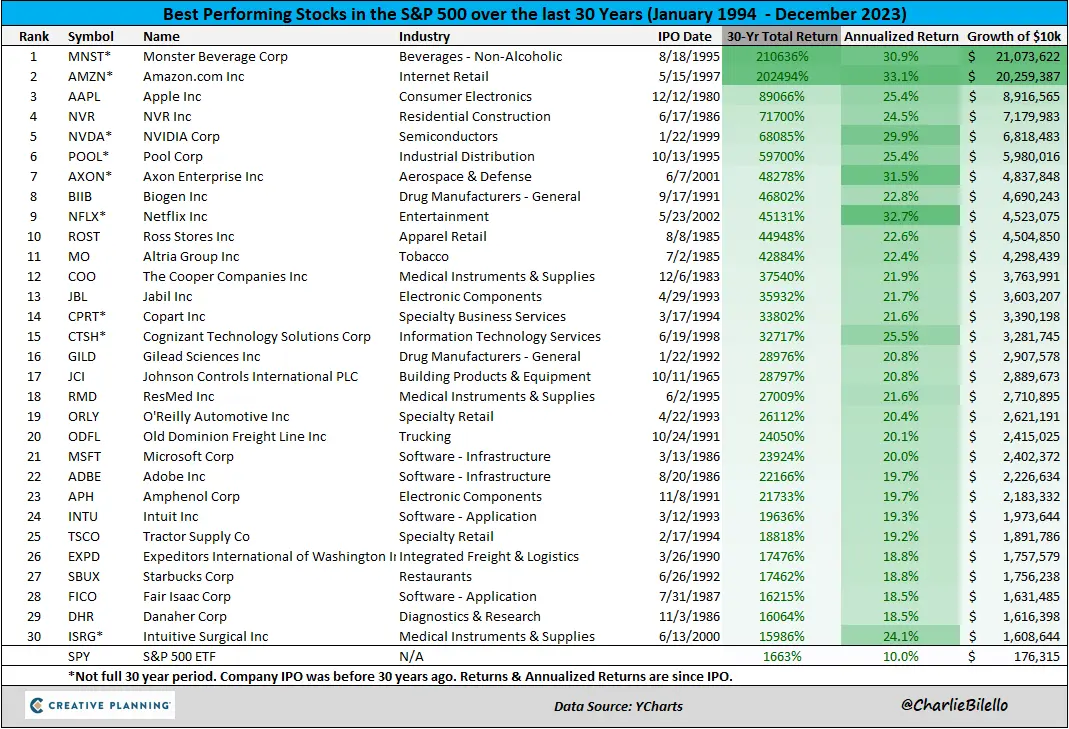 Best Performing Stocks in the S&P 500 over the last 30 Years (January 1994 - December 2023)
Rank Symbol Name Industry IPO Date 30-Yr Total Return Annualized Return Growth of $10k
1 MNST* Monster Beverage Corp Beverages - Non-Alcoholic 8/18/1995 210636% 30.9% $ 21,073,622
2 AMZN* Amazon.com Inc Internet Retail 5/15/1997 202494% 33.1% $ 20,259,387
3 AAPL Apple Inc Consumer Electronics 12/12/1980 89066% 25.4% $ 8,916,565
4 NVR NVR Inc Residential Construction 6/17/1986 71700% 24.5% $ 7,179,983
5 NVDA* NVIDIA Corp Semiconductors 1/22/1999 68085% 29.9% $ 6,818,483
6 POOL* Pool Corp Industrial Distribution 10/13/1995 59700% 25.4% $ 5,980,016
7 AXON* Axon Enterprise Inc Aerospace & Defense 6/7/2001 48278% 31.5% $ 4,837,848
8 BIIB Biogen Inc Drug Manufacturers - General 9/17/1991 46802% 22.8% $ 4,690,243
9 NFLX* Netflix Inc Entertainment 5/23/2002 45131% 32.7% $ 4,523,075
10 ROST Ross Stores Inc Apparel Retail 8/8/1985 44948% 22.6% $ 4,504,850
11 MO Altria Group Inc Tobacco 7/2/1985 42884% 22.4% $ 4,298,439
12 COO The Cooper Companies Inc Medical Instruments & Supplies 12/6/1983 37540% 21.9% $ 3,763,991
13 JBL Jabil Inc Electronic Components 4/29/1993 35932% 21.7% $ 3,603,207
14 CPRT* Copart Inc Specialty Business Services 3/17/1994 33802% 21.6% $ 3,390,198
15 CTSH* Cognizant Technology Solutions Corp Information Technology Services 6/19/1998 32717% 25.5% $ 3,281,745
16 GILD Gilead Sciences Inc Drug Manufacturers - General 1/22/1992 28976% 20.8% $ 2,907,578
17 JCI Johnson Controls International PLC Building Products & Equipment 10/11/1965 28797% 20.8% $ 2,889,673
18 RMD ResMed Inc Medical Instruments & Supplies 6/2/1995 27009% 21.6% $ 2,710,895
19 ORLY O'Reilly Automotive Inc Specialty Retail 4/22/1993 26112% 20.4% $ 2,621,191
20 ODFL Old Dominion Freight Line Inc Trucking 10/24/1991 24050% 20.1% $ 2,415,025
21 MSFT Microsoft Corp Software - Infrastructure 3/13/1986 23924% 20.0% $ 2,402,372
22 ADBE Adobe Inc Software - Infrastructure 8/20/1986 22166% 19.7% $ 2,226,634
23 APH Amphenol Corp Electronic Components 11/8/1991 21733% 19.7% $ 2,183,332
24 INTU Intuit Inc Software - Application 3/12/1993 19636% 19.3% $ 1,973,644
25 TSCO Tractor Supply Co Specialty Retail 2/17/1994 18818% 19.2% $ 1,891,786
26 EXPD Expeditors International of Washington In Integrated Freight & Logistics 3/26/1990 17476% 18.8% $ 1,757,579
27 SBUX Starbucks Corp Restaurants 6/26/1992 17462% 18.8% $ 1,756,238
28 FICO Fair Isaac Corp Software - Application 7/31/1987 16215% 18.5% $ 1,631,485
29 DHR Danaher Corp Diagnostics & Research 11/3/1986 16064% 18.5% $ 1,616,398
30 ISRG* Intuitive Surgical Inc Medical Instruments & Supplies 6/13/2000 15986% 24.1% $ 1,608,644
SPY S&P 500 ETF N/A 1663% 10.0% $ 176,315
*Not full 30 year period. Company IPO was before 30 years ago. Returns & Annualized Returns are since IPO.
CREATIVE PLANNING Data Source: YCharts @CharlieBilello